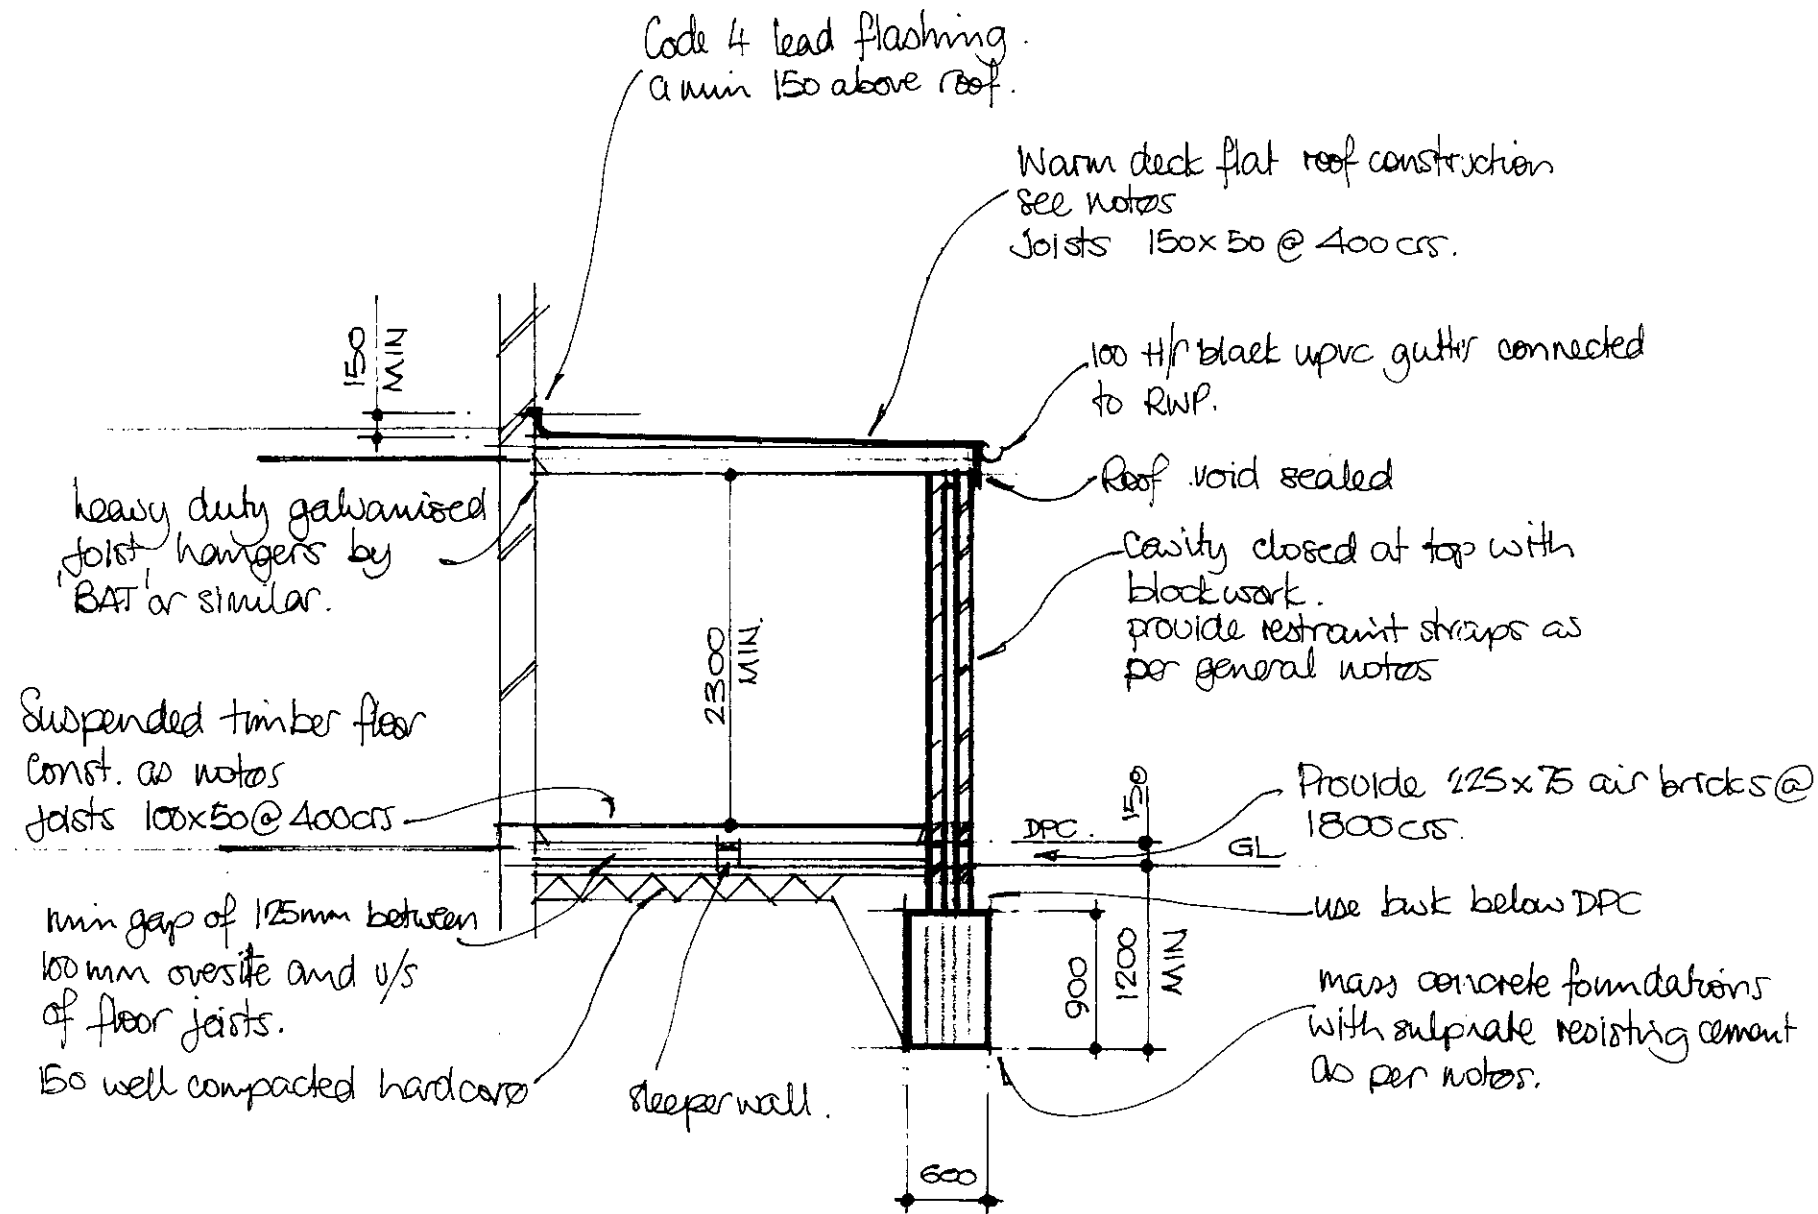 Code 4 lead flashing.
a min 150 above roof.
Warm deck flat roof construction
see notes
Joists 150x50 @ 400 crs.
150
MIN
100 H/r black upvc gutter connected
to RWP.
Roof void sealed
heavy duty galvanised
joist hangers by
'BAT' or similar.
Cavity closed at top with
blockwork.
provide restraint straps as
per general notes
2300
MIN.
Suspended timber floor
const. as notes
joists 100x50 @ 400 crs
Provide 225x75 air bricks @
1800 crs.
150
DPC.
GL
min gap of 125mm between
100mm oversite and u/s
of floor joists.
150 well compacted hardcore
sleeper wall.
use bwk below DPC
900
1200
MIN
mass concrete foundations
with sulphate resisting cement
as per notes.
600